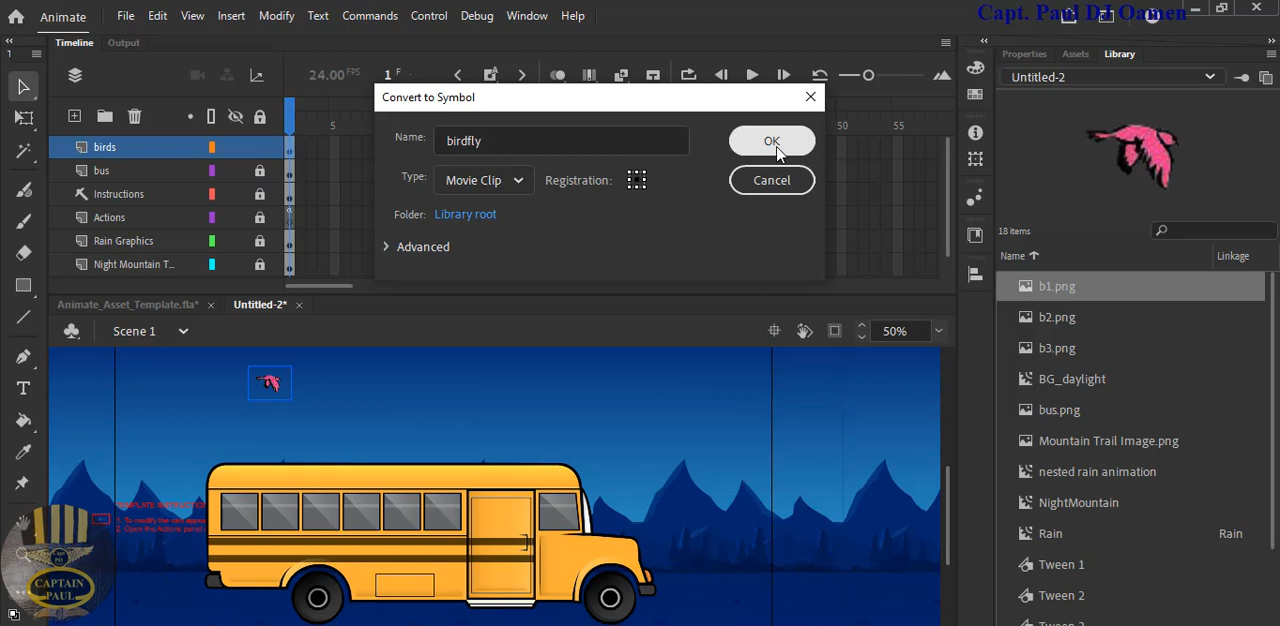 Animate File Edit View Insert Modify Text Commands Control Debug Window Help
Capt. Paul DJ Oamen
Timeline Output
Properties Assets Library
1
24.00 FPS 1 F
Untitled-2
Convert to Symbol
Name: birdfly OK
Type: Movie Clip Registration: Cancel
Folder: Library root
Advanced
5 50 55
birds
bus
Instructions
Actions
Rain Graphics
Night Mountain T...
18 items
Name Linkage
b1.png
b2.png
b3.png
BG_daylight
bus.png
Mountain Trail Image.png
nested rain animation
NightMountain
Rain Rain
Tween 1
Tween 2
Animate_Asset_Template.fla* Untitled-2*
Scene 1 50%
CAPTAIN
PAUL